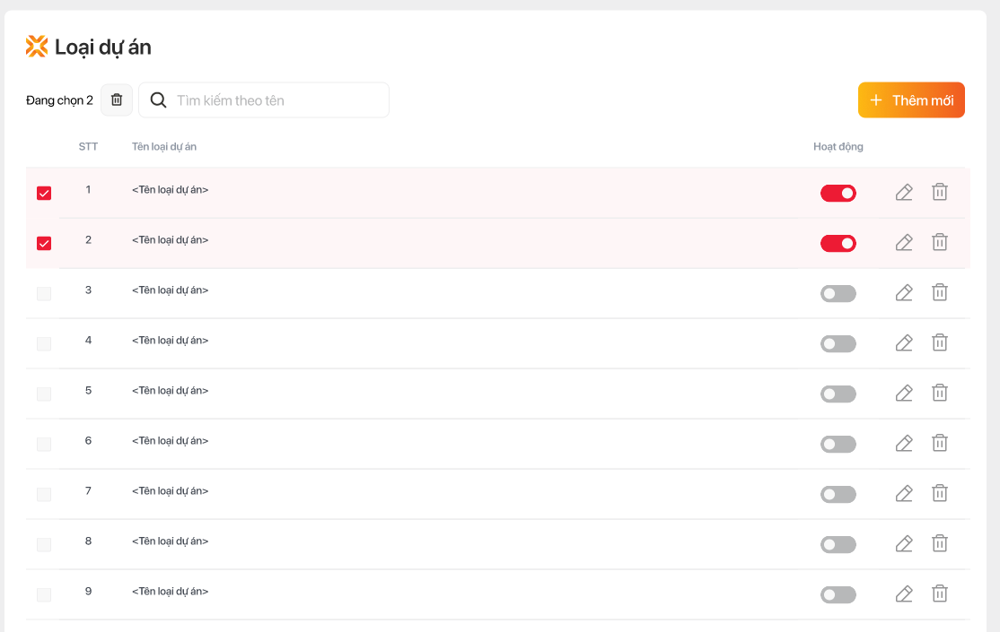 Loại dự án
Đang chọn 2 Tìm kiếm theo tên + Thêm mới
STT Tên loại dự án Hoạt động
1 <Tên loại dự án>
2 <Tên loại dự án>
3 <Tên loại dự án>
4 <Tên loại dự án>
5 <Tên loại dự án>
6 <Tên loại dự án>
7 <Tên loại dự án>
8 <Tên loại dự án>
9 <Tên loại dự án>